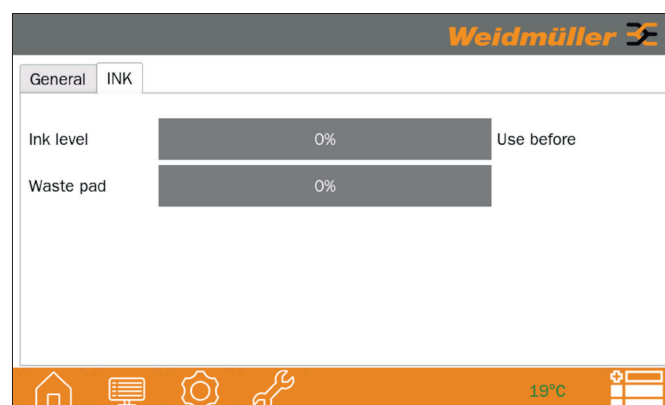 Weidmüller
General INK
Ink level 0% Use before
Waste pad 0%
19°C